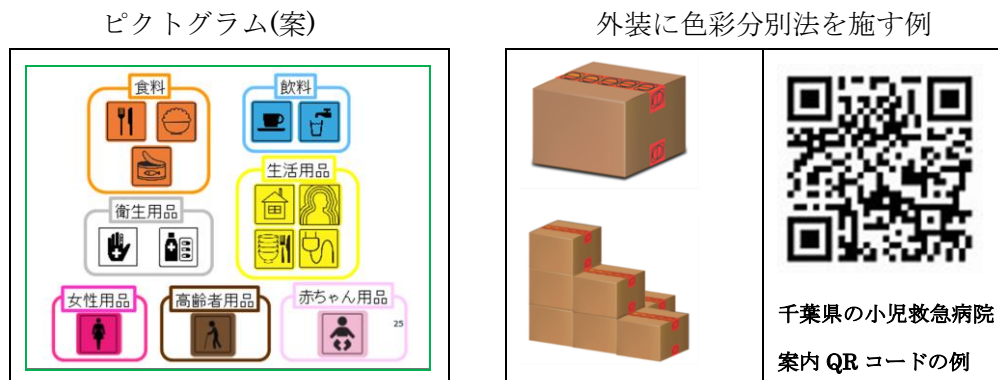 ピクトグラム(案)
外装に色彩分別法を施す例
食料
飲料
生活用品
衛生用品
女性用品
高齢者用品
赤ちゃん用品
25
千葉県の小児救急病院
案内 QR コードの例